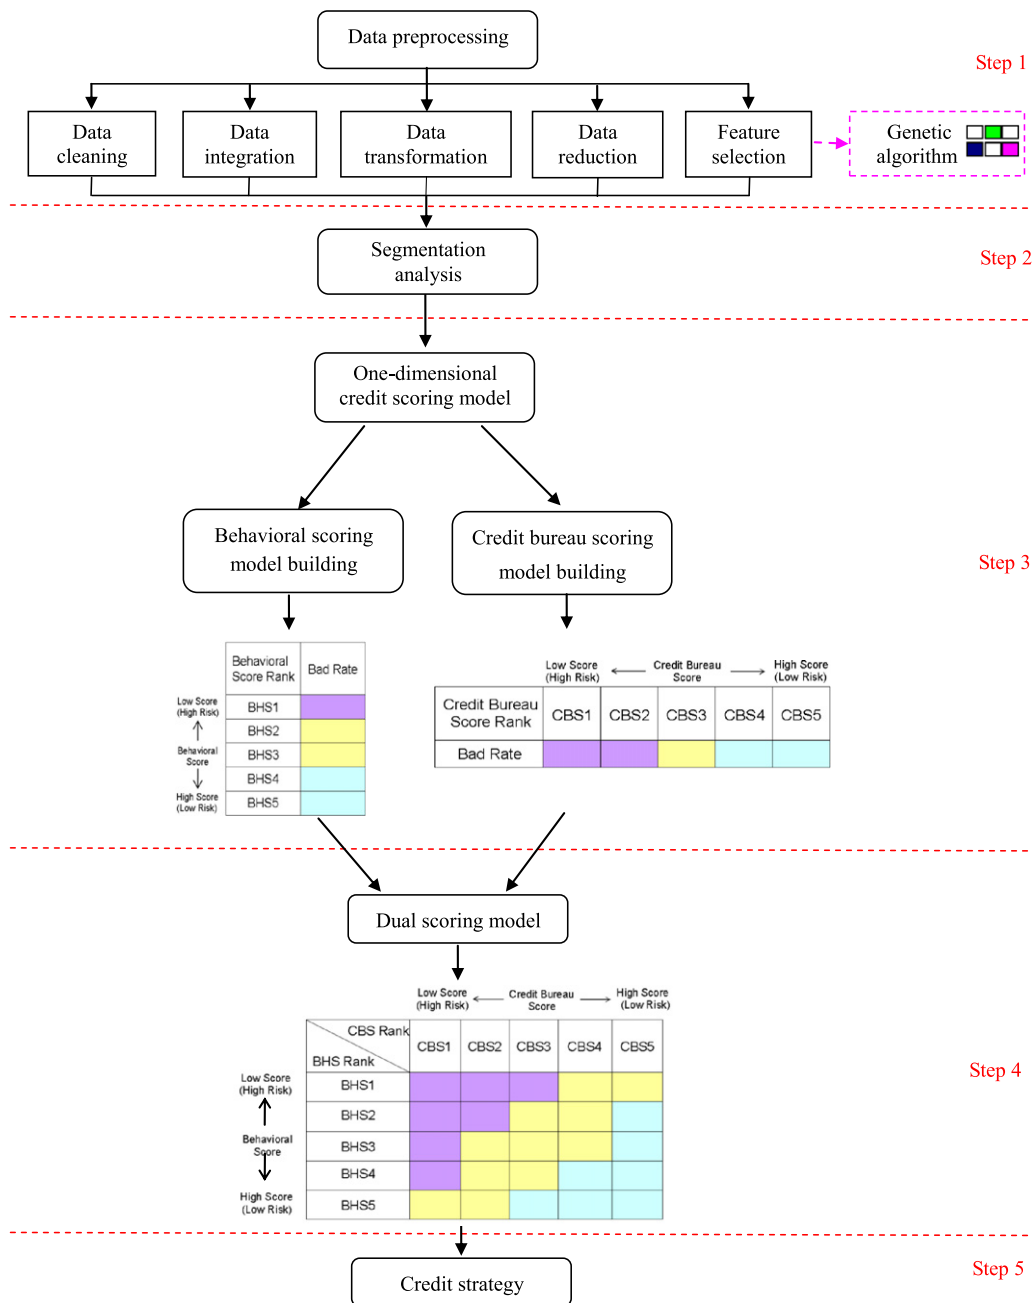 Data preprocessing
Step 1
Data
cleaning
Data
integration
Data
transformation
Data
reduction
Feature
selection
Genetic
algorithm
Segmentation
analysis
Step 2
One-dimensional
credit scoring model
Behavioral scoring
model building
Credit bureau scoring
model building
Step 3
Behavioral
Score Rank
Bad Rate
Low Score
(High Risk)
Behavioral
Score
High Score
(Low Risk)
BHS1
BHS2
BHS3
BHS4
BHS5
Low Score
(High Risk)
Credit Bureau
Score
High Score
(Low Risk)
Credit Bureau
Score Rank
CBS1
CBS2
CBS3
CBS4
CBS5
Bad Rate
Dual scoring model
Low Score
(High Risk)
Credit Bureau
Score
High Score
(Low Risk)
CBS Rank
BHS Rank
CBS1
CBS2
CBS3
CBS4
CBS5
Low Score
(High Risk)
Behavioral
Score
High Score
(Low Risk)
BHS1
BHS2
BHS3
BHS4
BHS5
Step 4
Credit strategy
Step 5